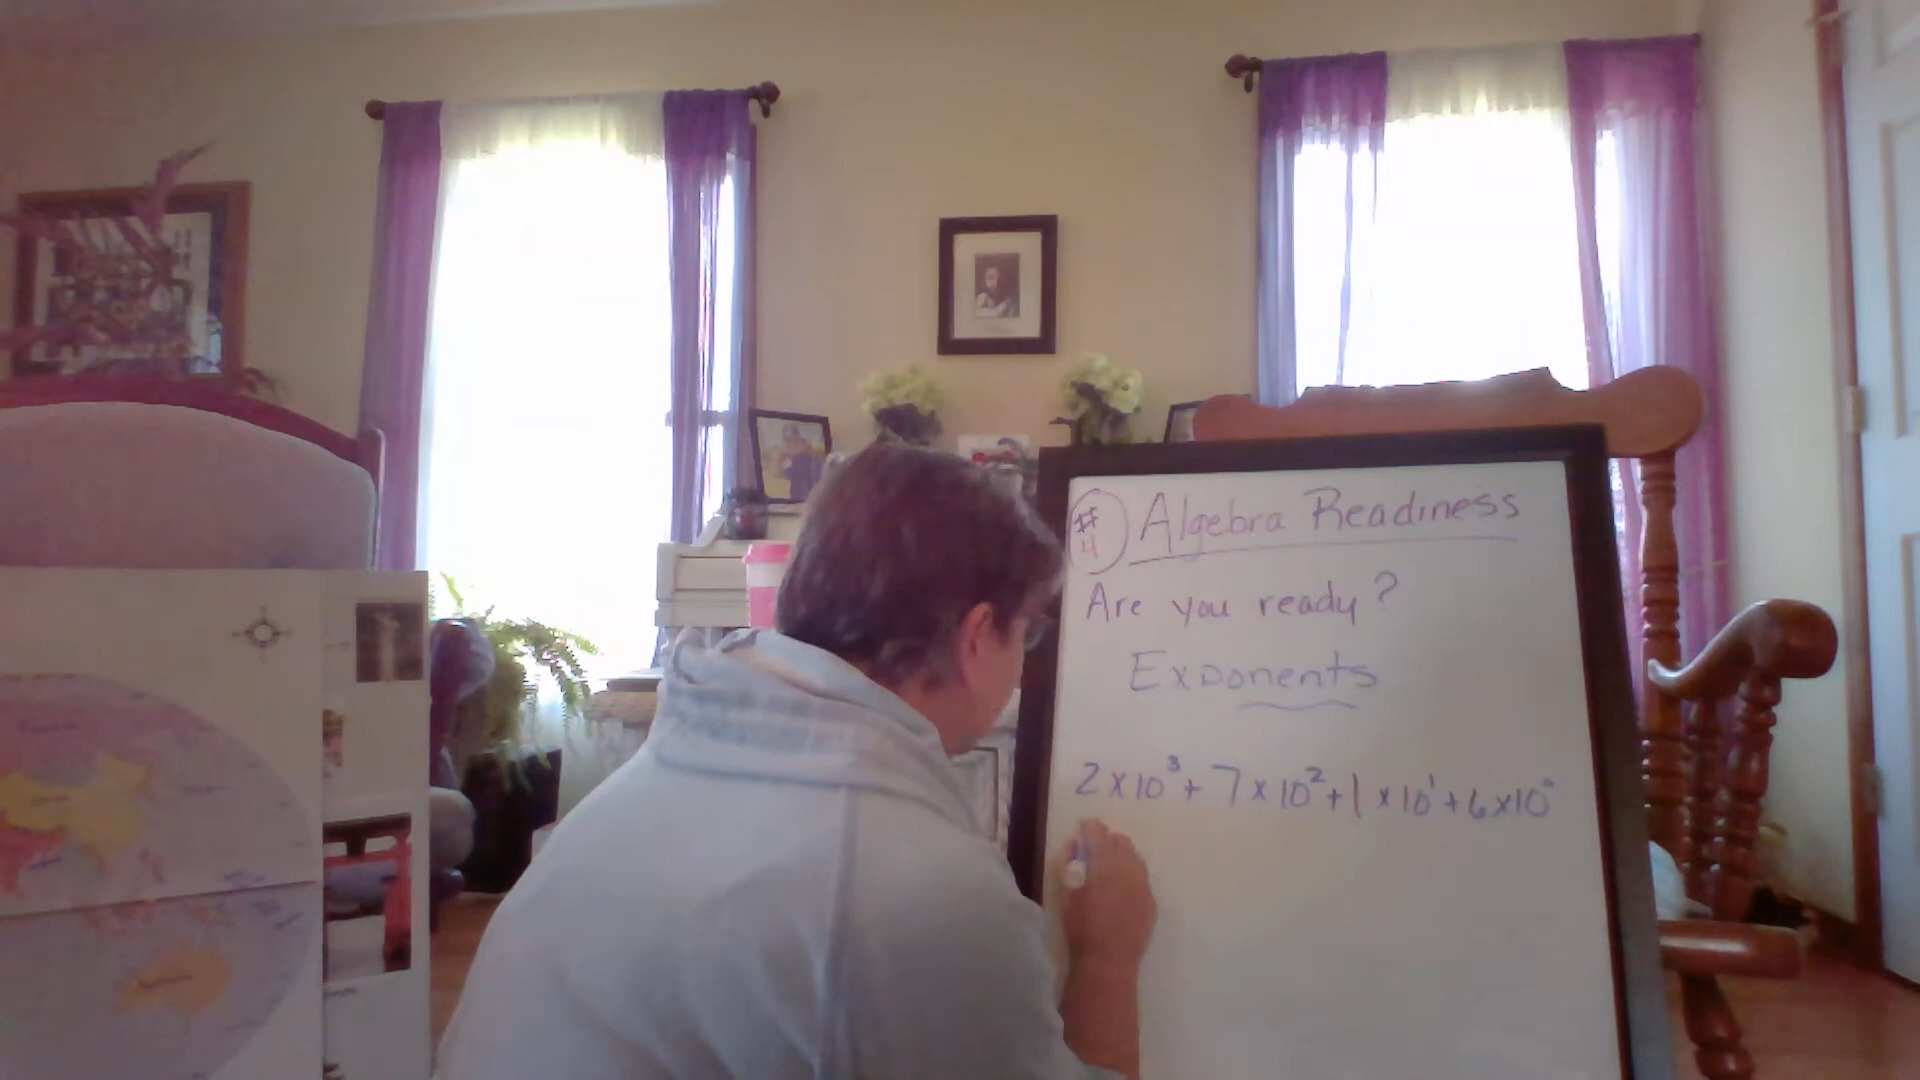 # 4 Algebra Readiness
Are you ready?
Exponents
2 x 10³ + 7 x 10² + 1 x 10¹ + 6 x 10⁰